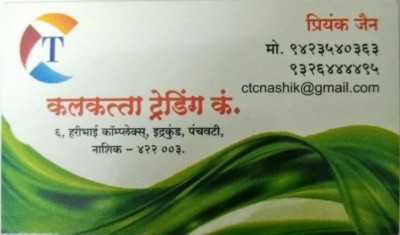 T
प्रियंक जैन
मो. ९४२३५४०३६३
९३२६४४४४९५
ctcnashik@gmail.com
कलकत्ता ट्रेडिंग कं.
६, हरीभाई कॉम्प्लेक्स्, इंद्रकुंड, पंचवटी,
नाशिक – ४२२ ००३.